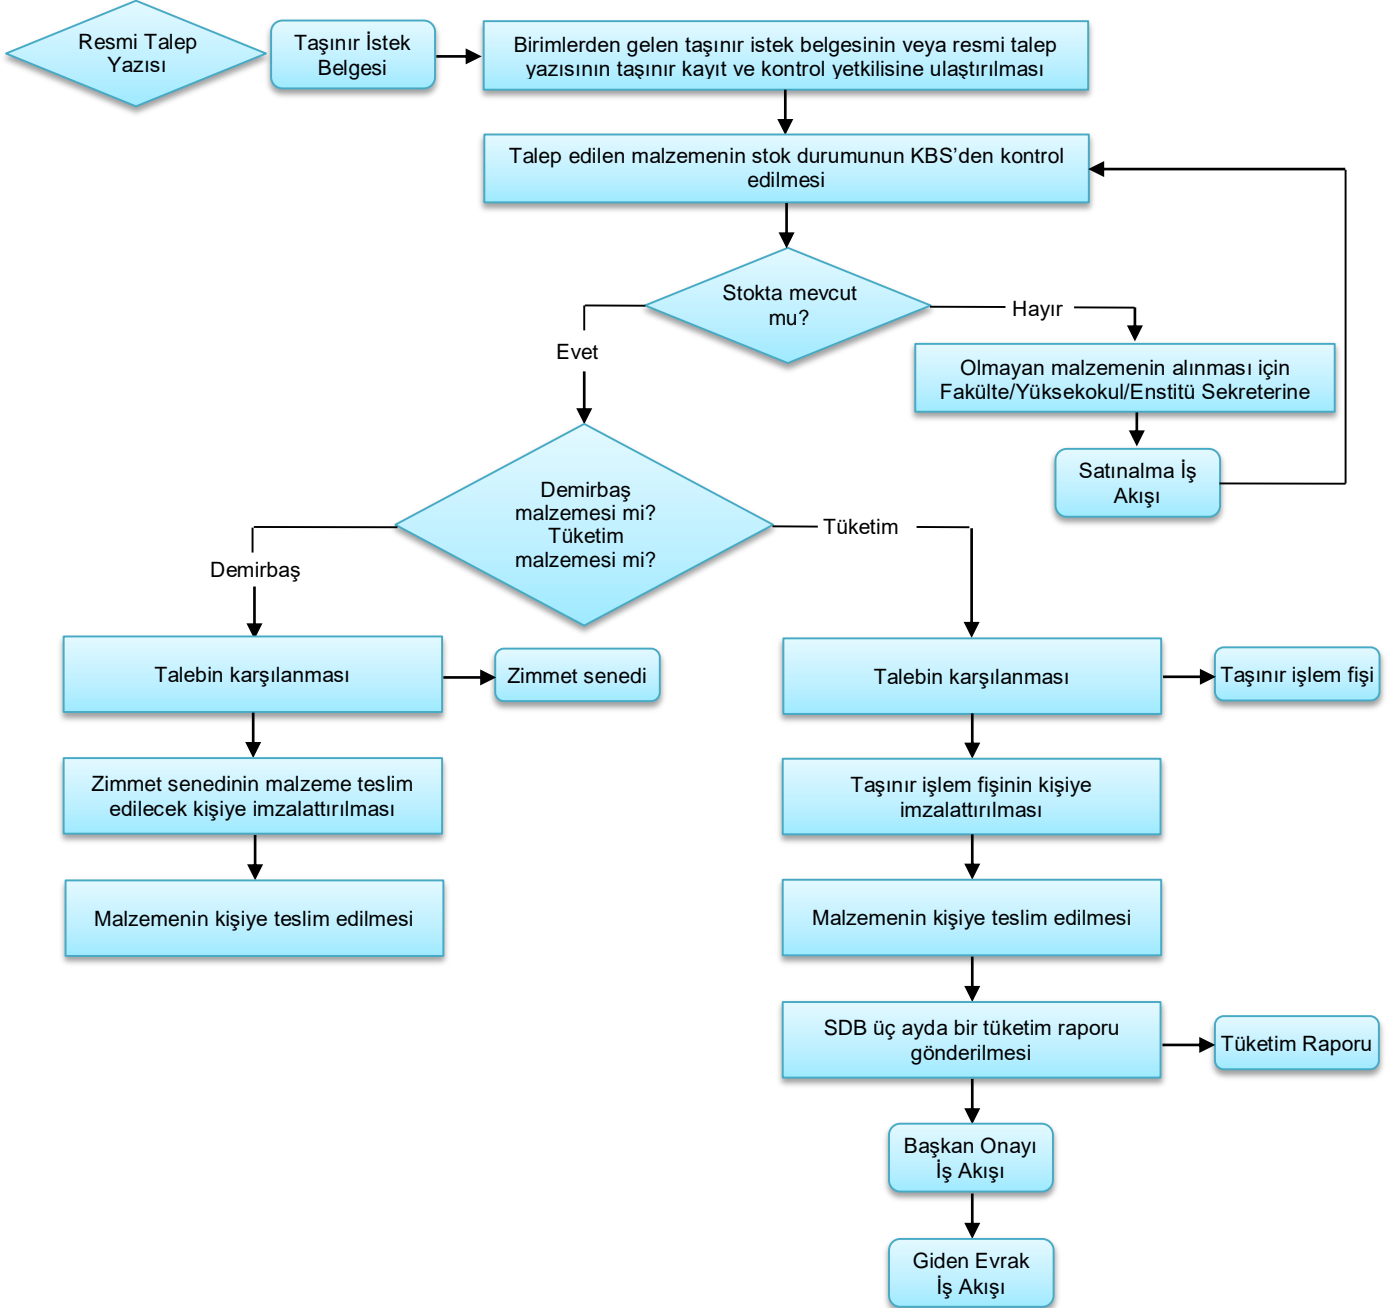 Resmi Talep
Yazısı
Taşınır İstek
Belgesi
Birimlerden gelen taşınır istek belgesinin veya resmi talep
yazısının taşınır kayıt ve kontrol yetkilisine ulaştırılması
Talep edilen malzemenin stok durumunun KBS’den kontrol
edilmesi
Stokta mevcut
mu?
Hayır
Evet
Olmayan malzemenin alınması için
Fakülte/Yüksekokul/Enstitü Sekreterine
Satınalma İş
Akışı
Demirbaş
malzemesi mi?
Tüketim
malzemesi mi?
Tüketim
Demirbaş
Talebin karşılanması
Zimmet senedi
Talebin karşılanması
Taşınır işlem fişi
Zimmet senedinin malzeme teslim
edilecek kişiye imzalattırılması
Taşınır işlem fişinin kişiye
imzalattırılması
Malzemenin kişiye teslim edilmesi
Malzemenin kişiye teslim edilmesi
SDB üç ayda bir tüketim raporu
gönderilmesi
Tüketim Raporu
Başkan Onayı
İş Akışı
Giden Evrak
İş Akışı